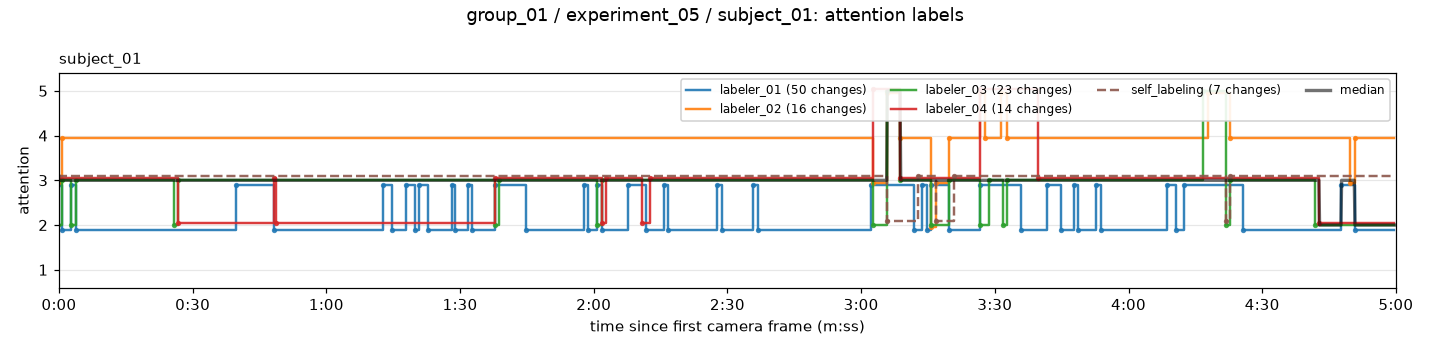 group_01 / experiment_05 / subject_01: attention labels
subject_01
labeler_01 (50 changes)
labeler_02 (16 changes)
labeler_03 (23 changes)
labeler_04 (14 changes)
self_labeling (7 changes)
median
attention
5
4
3
2
1
0:00 0:30 1:00 1:30 2:00 2:30 3:00 3:30 4:00 4:30 5:00
time since first camera frame (m:ss)